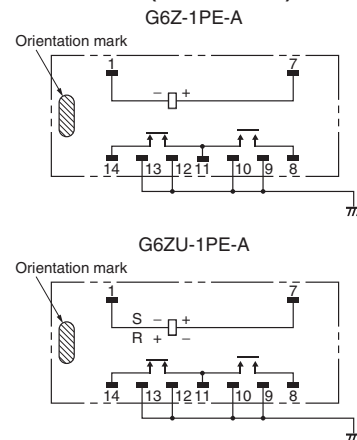 G6Z-1PE-A
Orientation mark
1 7
– +
14 13 12 11 10 9 8
G6ZU-1PE-A
Orientation mark
1 7
S – +
R + –
14 13 12 11 10 9 8